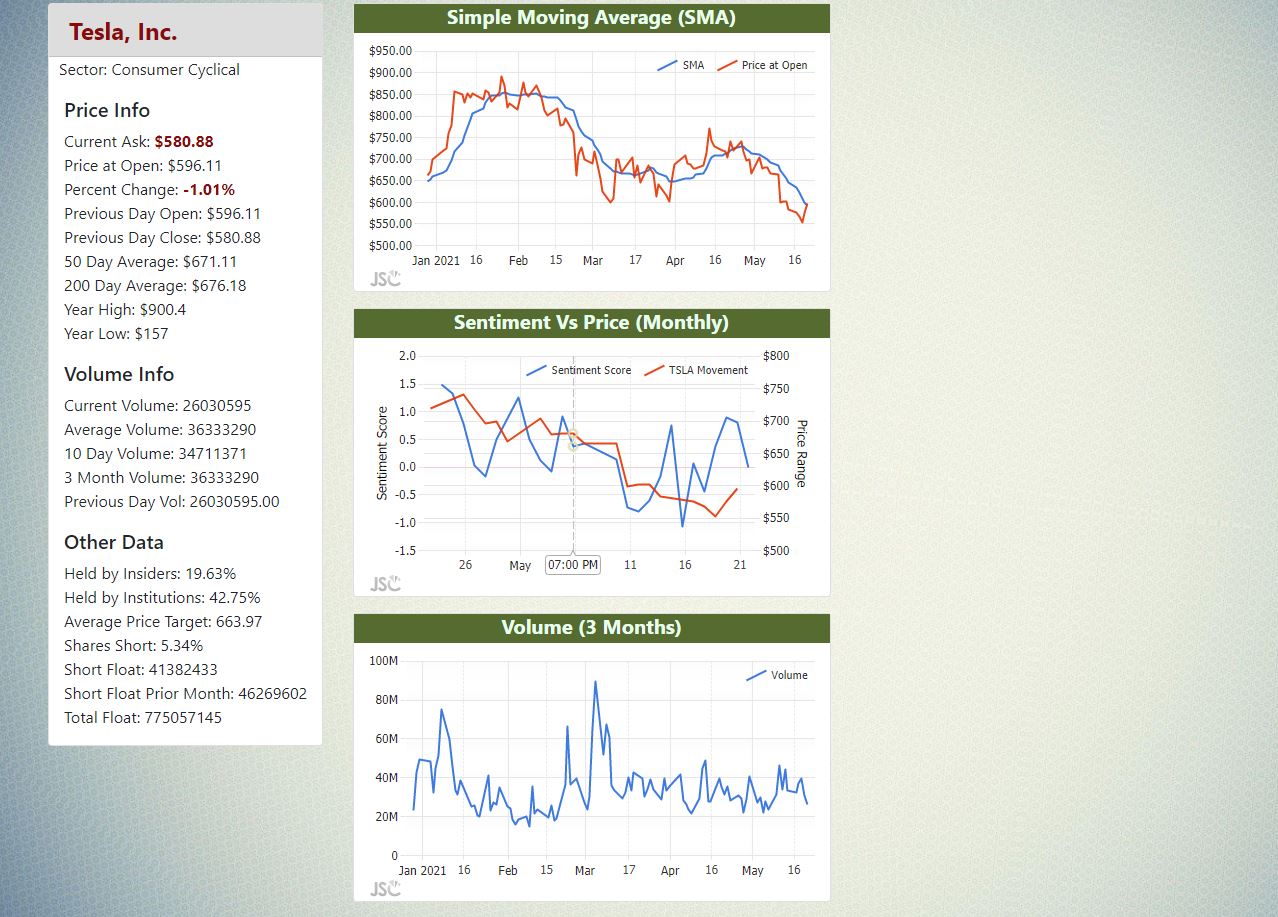 Tesla, Inc.
Sector: Consumer Cyclical
Price Info
Current Ask: $580.88
Price at Open: $596.11
Percent Change: -1.01%
Previous Day Open: $596.11
Previous Day Close: $580.88
50 Day Average: $671.11
200 Day Average: $676.18
Year High: $900.4
Year Low: $157
Volume Info
Current Volume: 26030595
Average Volume: 36333290
10 Day Volume: 34711371
3 Month Volume: 36333290
Previous Day Vol: 26030595.00
Other Data
Held by Insiders: 19.63%
Held by Institutions: 42.75%
Average Price Target: 663.97
Shares Short: 5.34%
Short Float: 41382433
Short Float Prior Month: 46269602
Total Float: 775057145
Simple Moving Average (SMA)
SMA Price at Open
$950.00
$900.00
$850.00
$800.00
$750.00
$700.00
$650.00
$600.00
$550.00
$500.00
Jan 2021 16 Feb 15 Mar 17 Apr 16 May 16
JSC
Sentiment Vs Price (Monthly)
Sentiment Score TSLA Movement
Sentiment Score
2.0
1.5
1.0
0.5
0.0
-0.5
-1.0
-1.5
$800
$750
$700
$650
$600
$550
$500
Price Range
26 May 07:00 PM 11 16 21
JSC
Volume (3 Months)
Volume
100M
80M
60M
40M
20M
0
Jan 2021 16 Feb 15 Mar 17 Apr 16 May 16
JSC